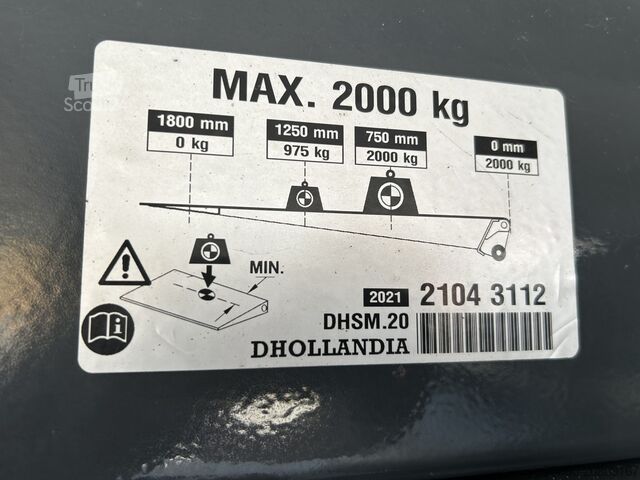 MAX. 2000 kg
1800 mm
0 kg
1250 mm
975 kg
750 mm
2000 kg
0 mm
2000 kg
MIN.
2021 2104 3112
DHSM.20
DHOLLANDIA